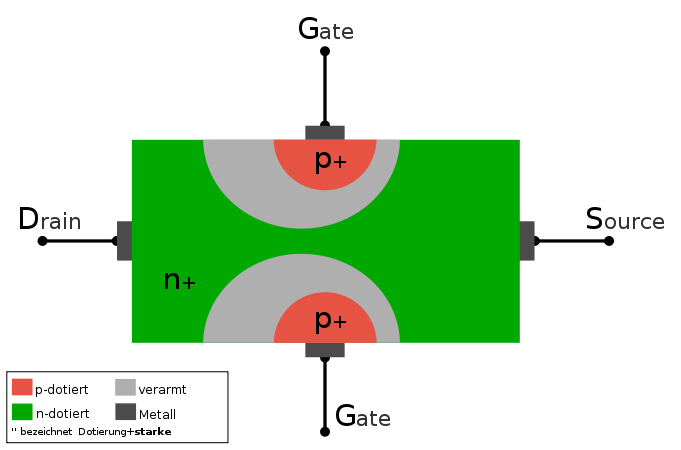 Gate
p+
Drain
Source
n+
p+
Gate
p-dotiert
verarmt
n-dotiert
Metall
" bezeichnet Dotierung+starke